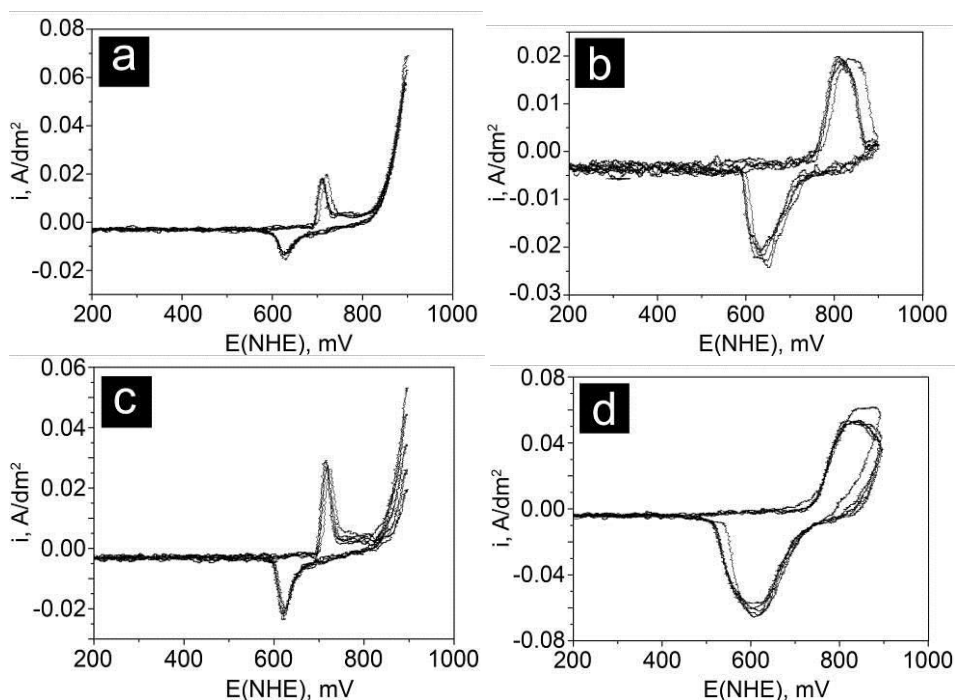 a
0.08
0.06
0.04
0.02
0.00
-0.02
i, A/dm²
200 400 600 800 1000
E(NHE), mV
b
0.02
0.01
0.00
-0.01
-0.02
-0.03
i, A/dm²
200 400 600 800 1000
E(NHE), mV
c
0.06
0.04
0.02
0.00
-0.02
i, A/dm²
200 400 600 800 1000
E(NHE), mV
d
0.08
0.04
0.00
-0.04
-0.08
i, A/dm²
200 400 600 800 1000
E(NHE), mV